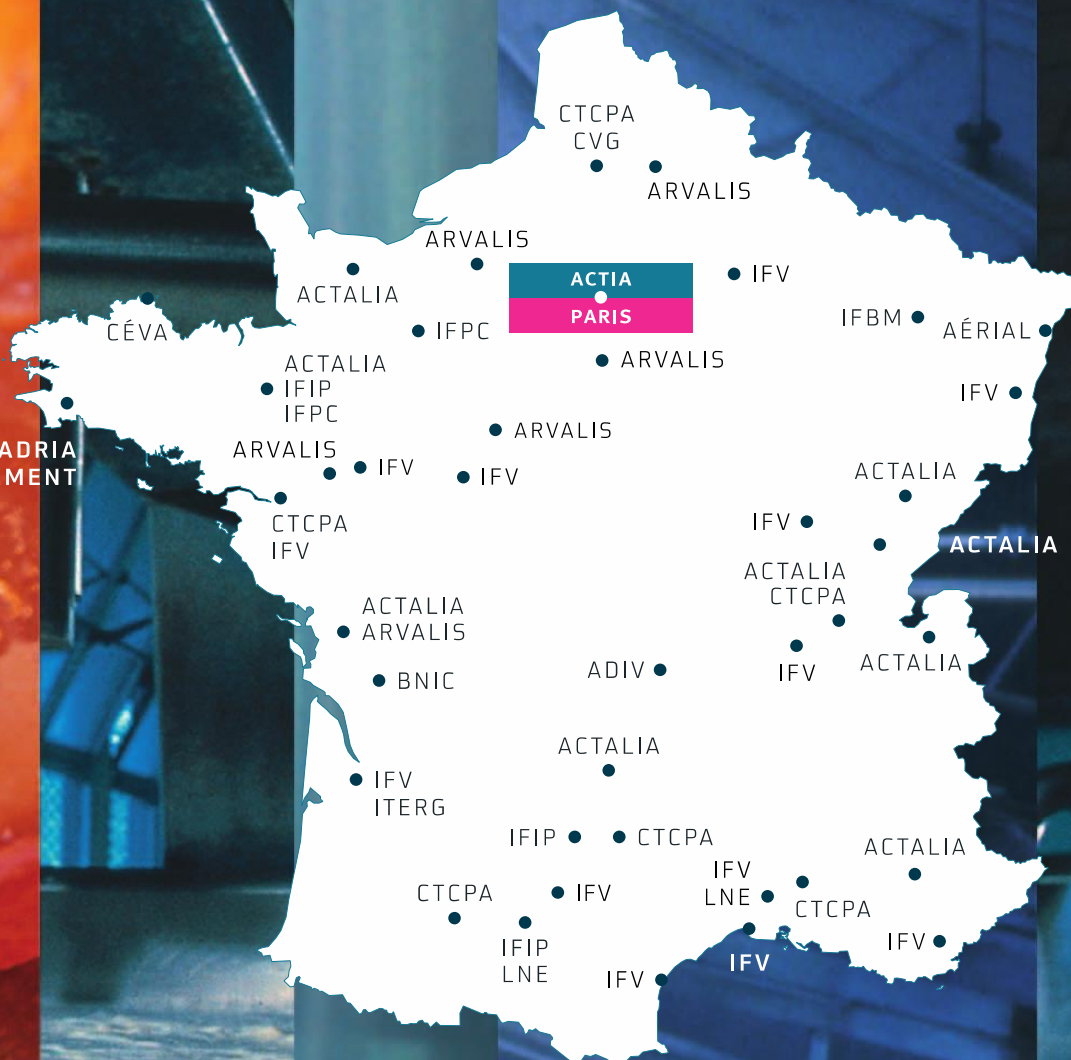 CTCPA
CVG
ARVALIS
ARVALIS
ACTALIA
ACTIA
PARIS
IFV
CÉVA
IFPC
IFBM
AÉRIAL
ARVALIS
ACTALIA
IFIP
IFPC
IFV
ADRIA
MENT
ARVALIS
ARVALIS
IFV
IFV
CTCPA
IFV
ACTALIA
IFV
ACTALIA
ACTALIA
CTCPA
IFV
ACTALIA
ACTALIA
ARVALIS
BNIC
ADIV
ACTALIA
IFV
ITERG
IFIP
CTCPA
ACTALIA
IFV
LNE
CTCPA
CTCPA
IFV
IFIP
LNE
IFV
IFV
IFV